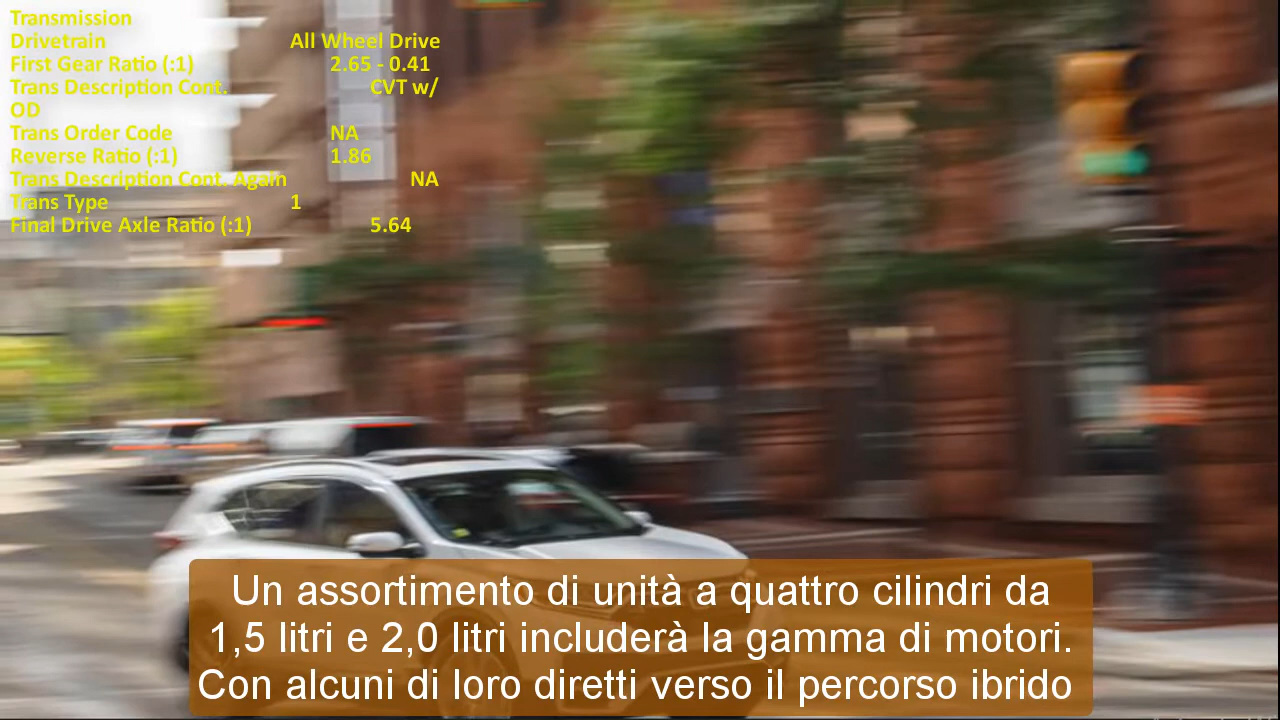 Transmission
Drivetrain All Wheel Drive
First Gear Ratio (:1) 2.65 - 0.41
Trans Description Cont. CVT w/
OD
Trans Order Code NA
Reverse Ratio (:1) 1.86
Trans Description Cont. Again NA
Trans Type 1
Final Drive Axle Ratio (:1) 5.64
Un assortimento di unità a quattro cilindri da
1,5 litri e 2,0 litri includerà la gamma di motori.
Con alcuni di loro diretti verso il percorso ibrido